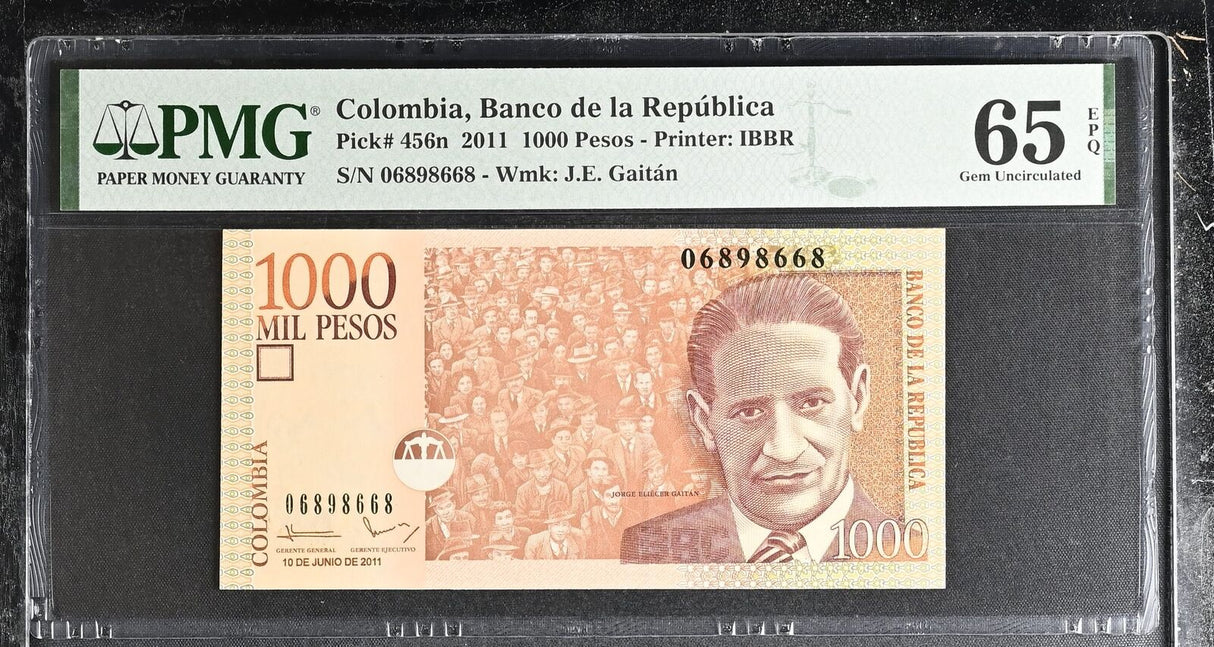 PMG®
PAPER MONEY GUARANTY
Colombia, Banco de la República
Pick# 456n 2011 1000 Pesos - Printer: IBBR
S/N 06898668 - Wmk: J.E. Gaitán
65
EPQ
Gem Uncirculated
1000
MIL PESOS
06898668
BANCO DE LA REPUBLICA
COLOMBIA
06898668
GERENTE GENERAL GERENTE EJECUTIVO
10 DE JUNIO DE 2011
JORGE ELIÉCER GAITÁN
1000